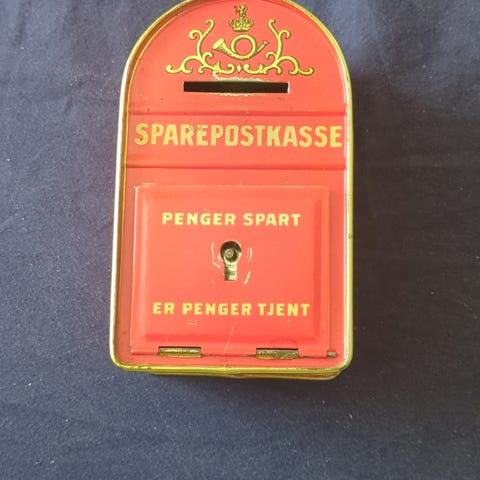 SPAREPOSTKASSE
PENGER SPART
ER PENGER TJENT